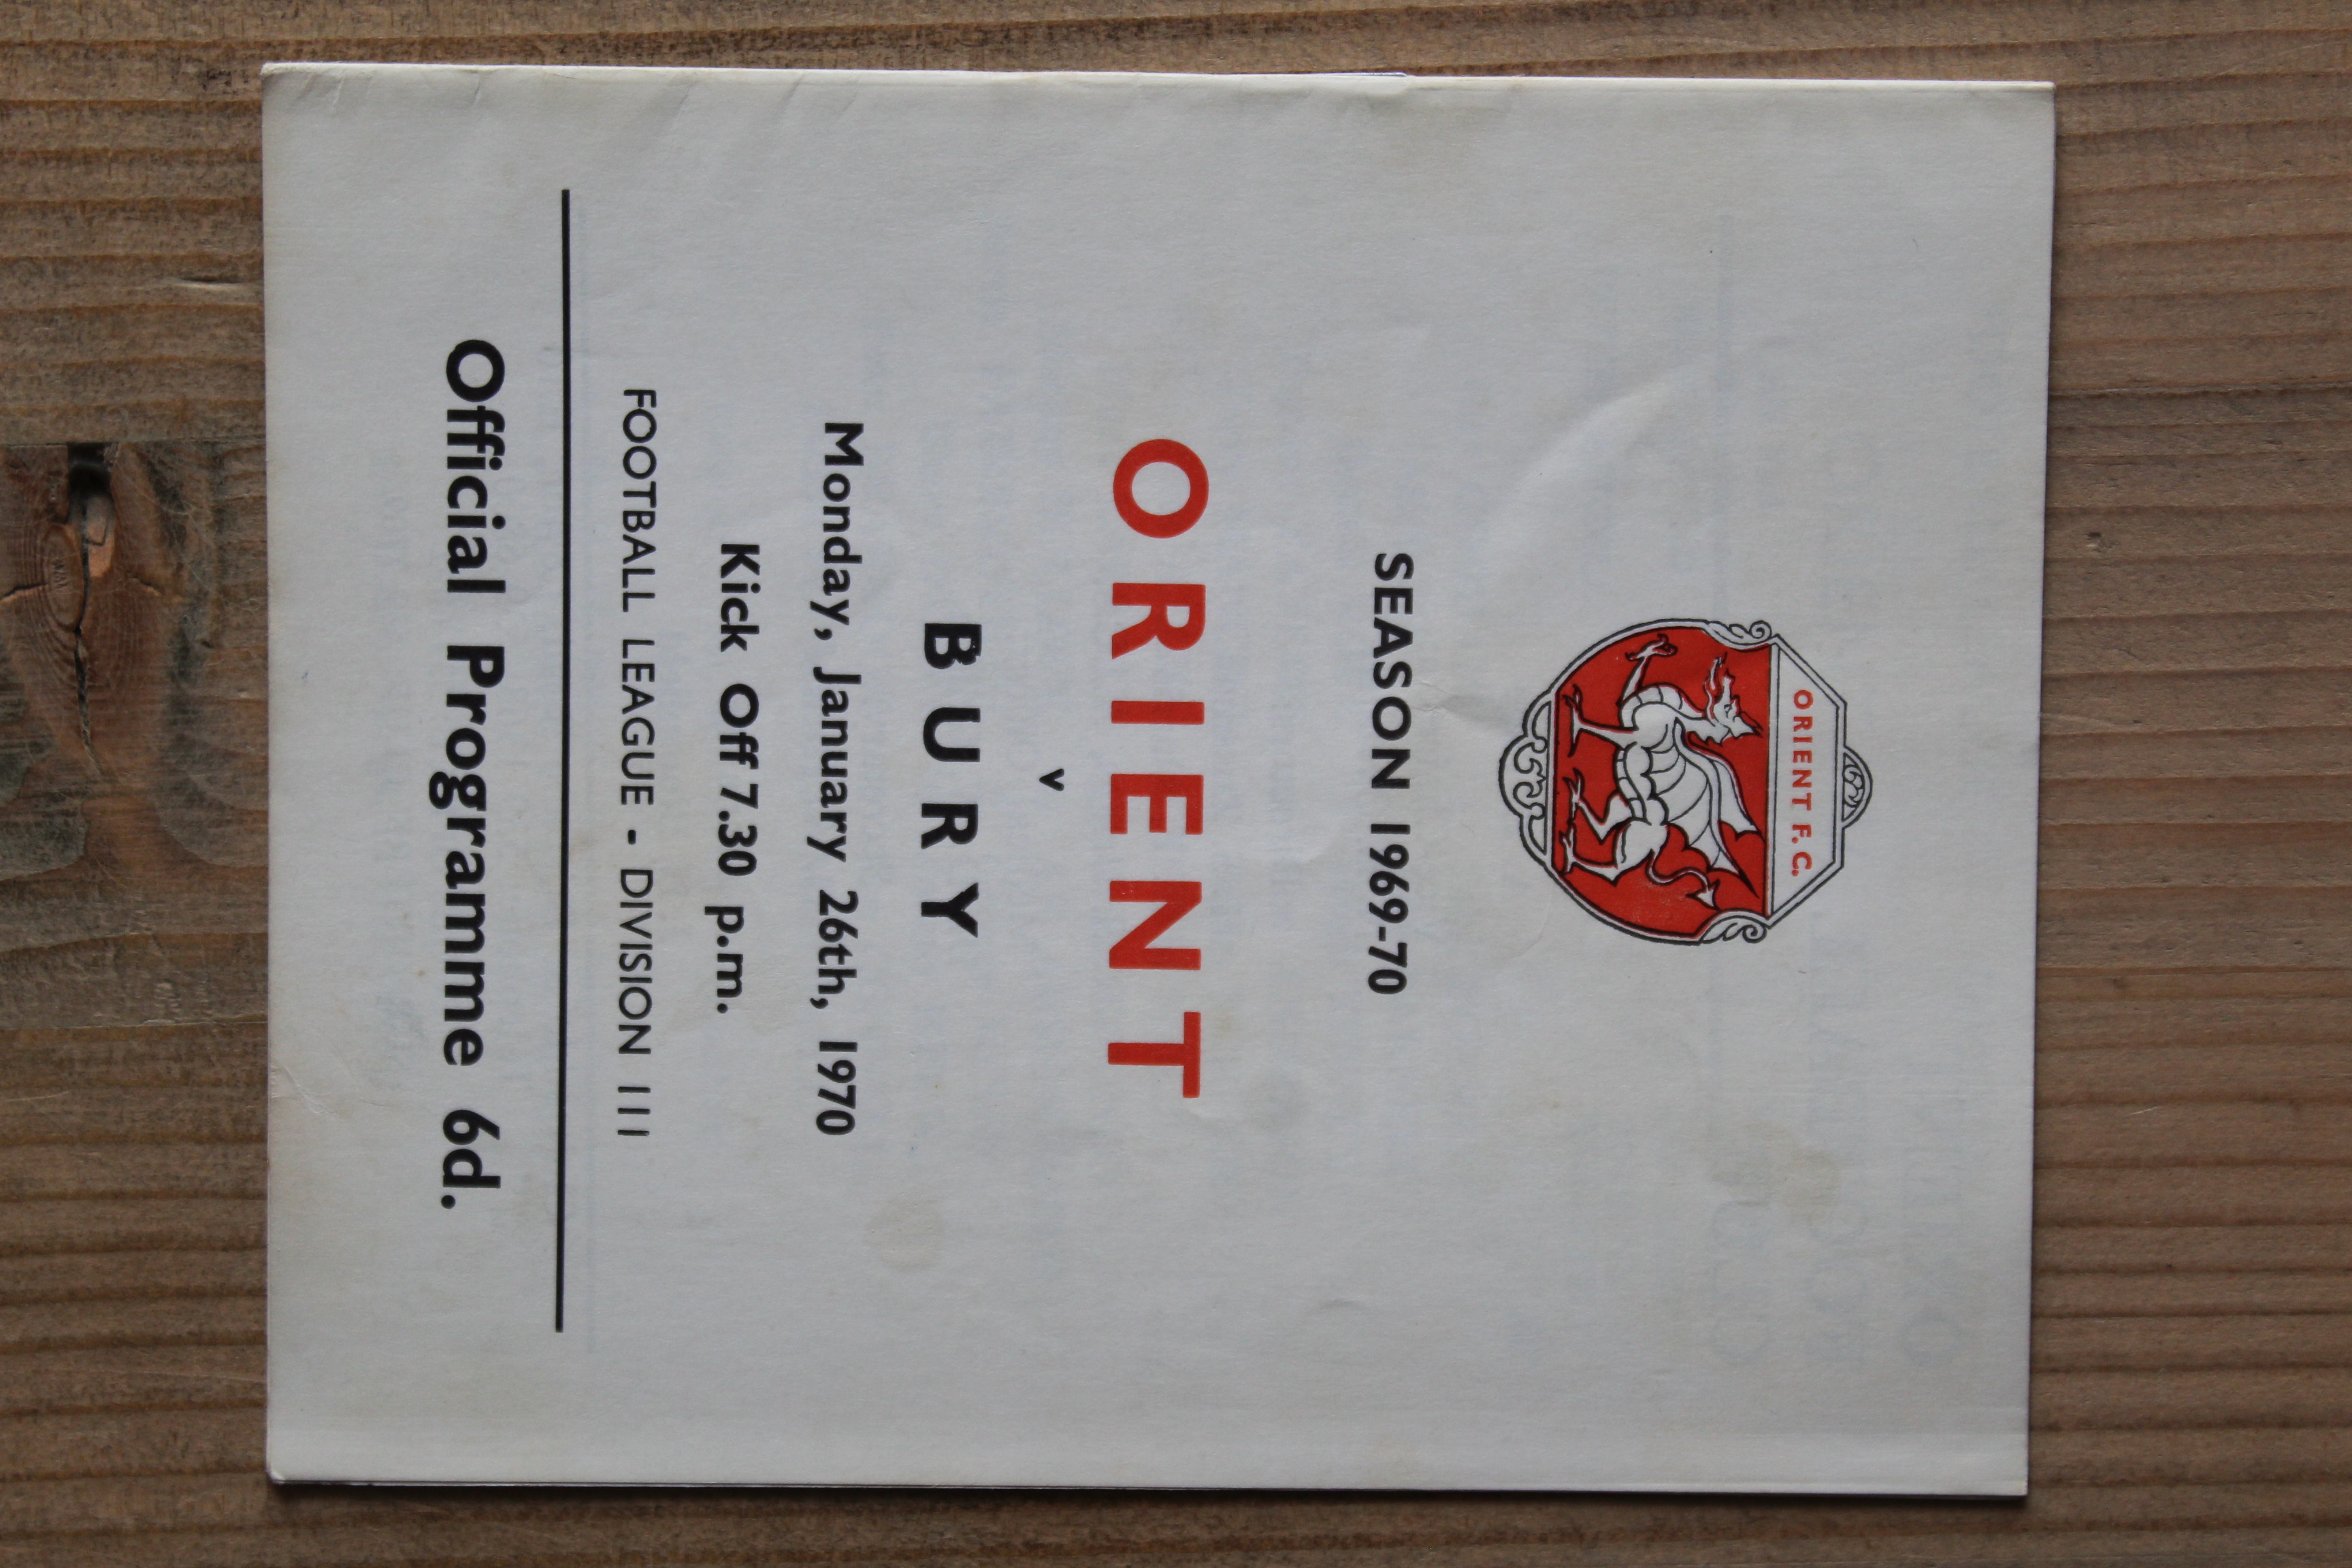 ORIENT F.C.
SEASON 1969-70
ORIENT
v
BURY
Monday, January 26th, 1970
Kick Off 7.30 p.m.
FOOTBALL LEAGUE - DIVISION III
Official Programme 6d.